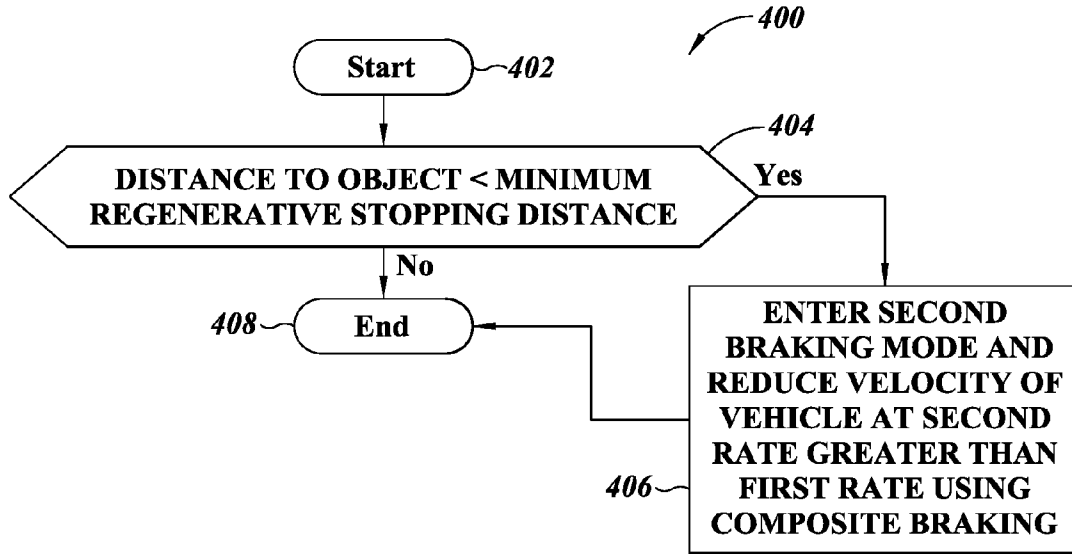 400
Start
402
404
DISTANCE TO OBJECT < MINIMUM
REGENERATIVE STOPPING DISTANCE
Yes
No
408
End
ENTER SECOND
BRAKING MODE AND
REDUCE VELOCITY OF
VEHICLE AT SECOND
RATE GREATER THAN
FIRST RATE USING
COMPOSITE BRAKING
406